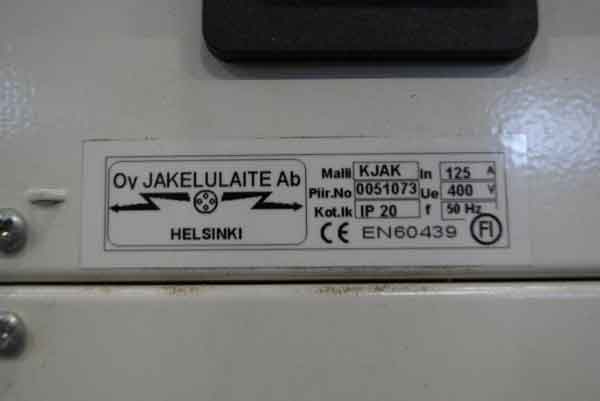 Oy JAKELULAITE Ab
HELSINKI
Malli KJAK In 125 A
Piir.No 0051073 Ue 400 V
Kot.lk IP 20 f 50 Hz
CE EN60439 FI